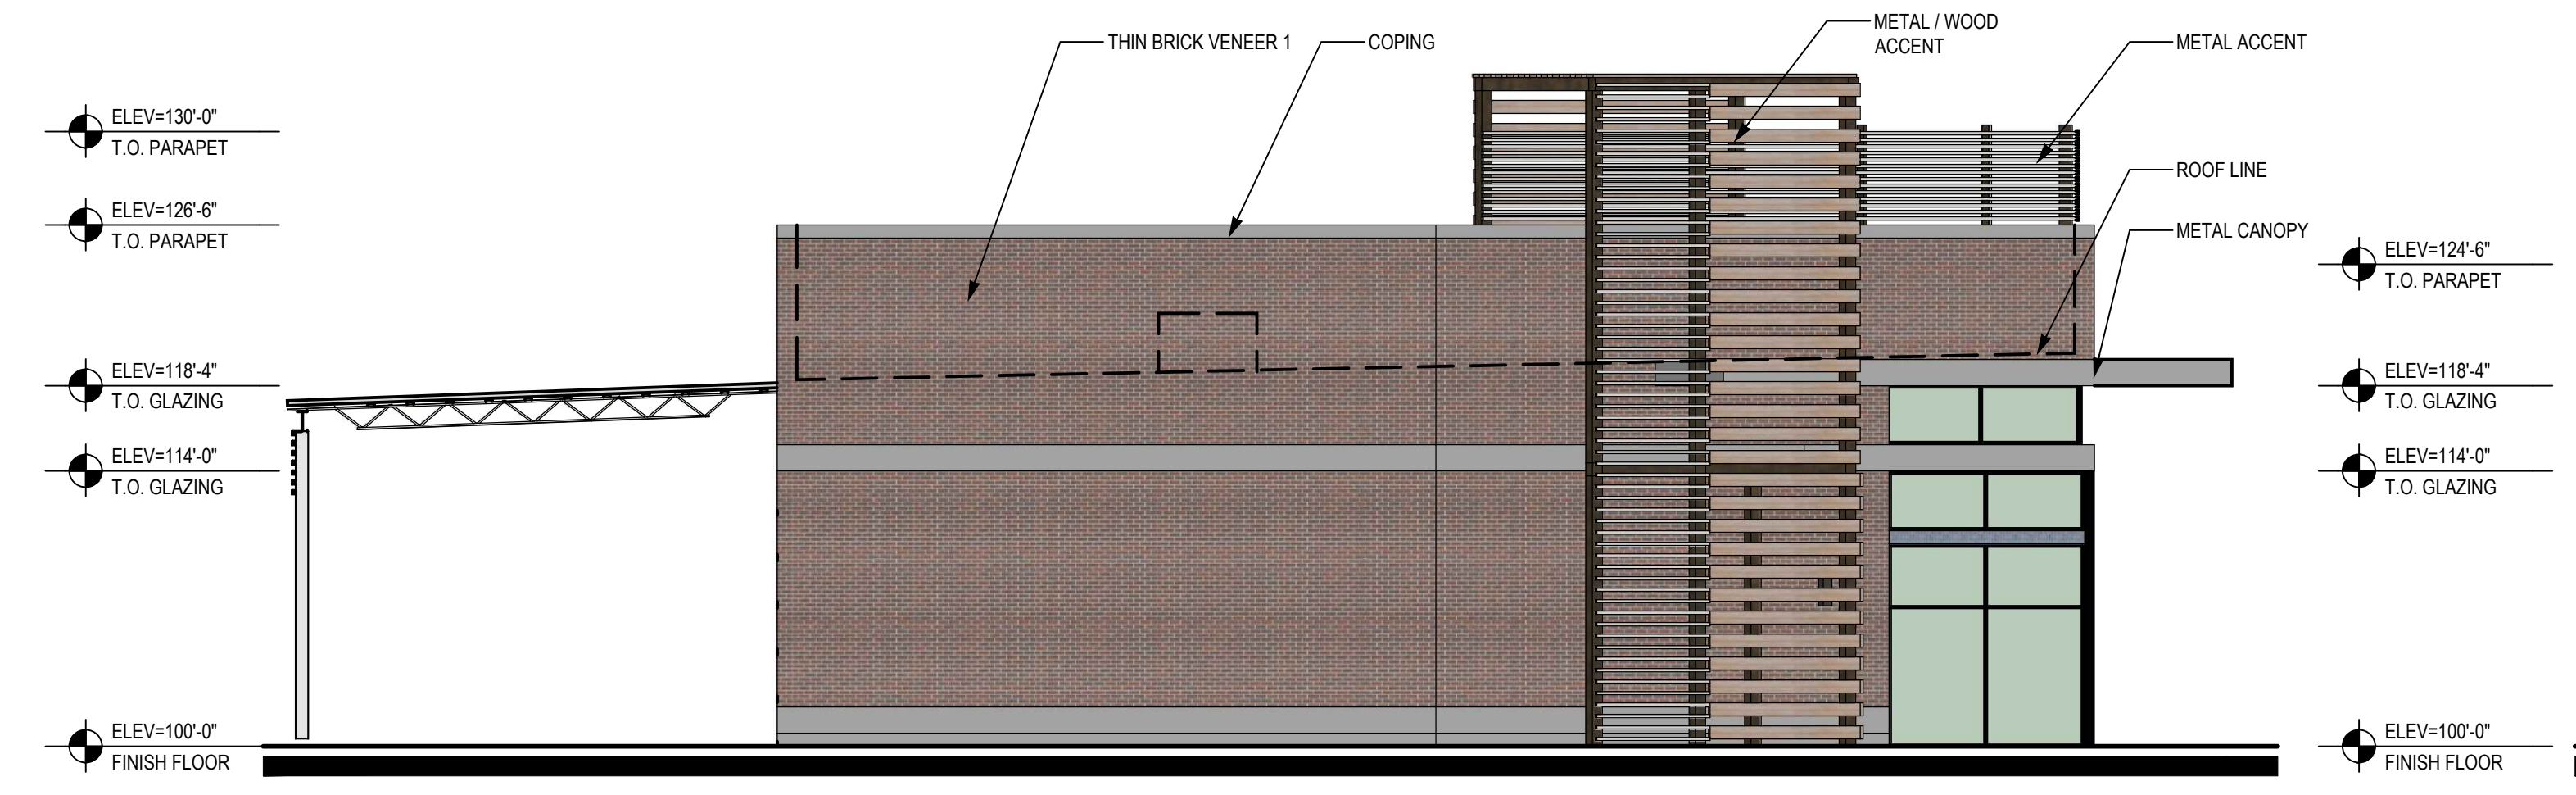 THIN BRICK VENEER 1
COPING
METAL / WOOD
ACCENT
METAL ACCENT
ROOF LINE
METAL CANOPY
ELEV=130'-0"
T.O. PARAPET
ELEV=126'-6"
T.O. PARAPET
ELEV=118'-4"
T.O. GLAZING
ELEV=114'-0"
T.O. GLAZING
ELEV=100'-0"
FINISH FLOOR
ELEV=124'-6"
T.O. PARAPET
ELEV=118'-4"
T.O. GLAZING
ELEV=114'-0"
T.O. GLAZING
ELEV=100'-0"
FINISH FLOOR